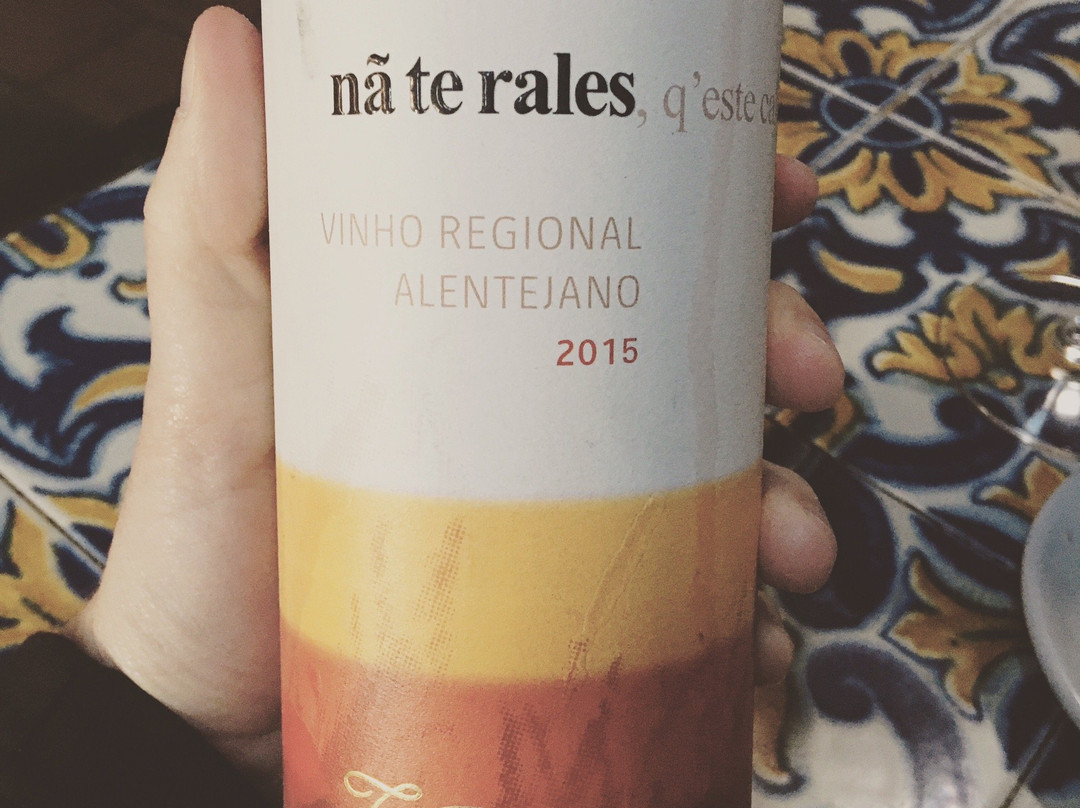 nã te rales, q'este
VINHO REGIONAL
ALENTEJANO
2015